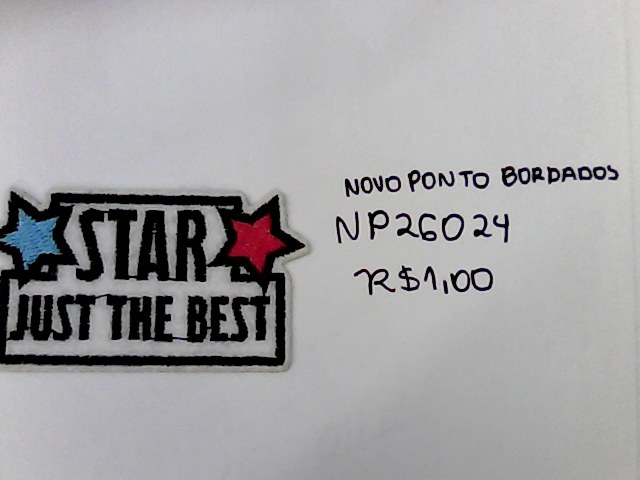 STAR
JUST THE BEST
NOVO PONTO BORDADOS
NP26024
R$1,00